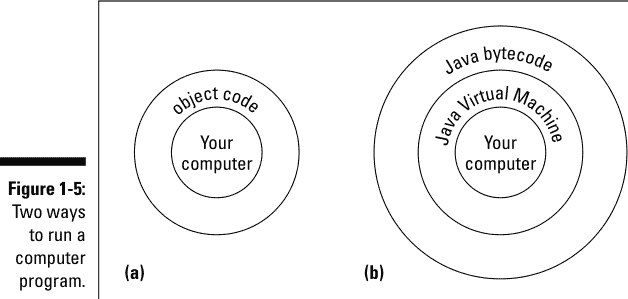 Figure 1-5:
Two ways
to run a
computer
program.
object code
Your
computer
(a)
Java bytecode
Java Virtual Machine
Your
computer
(b)